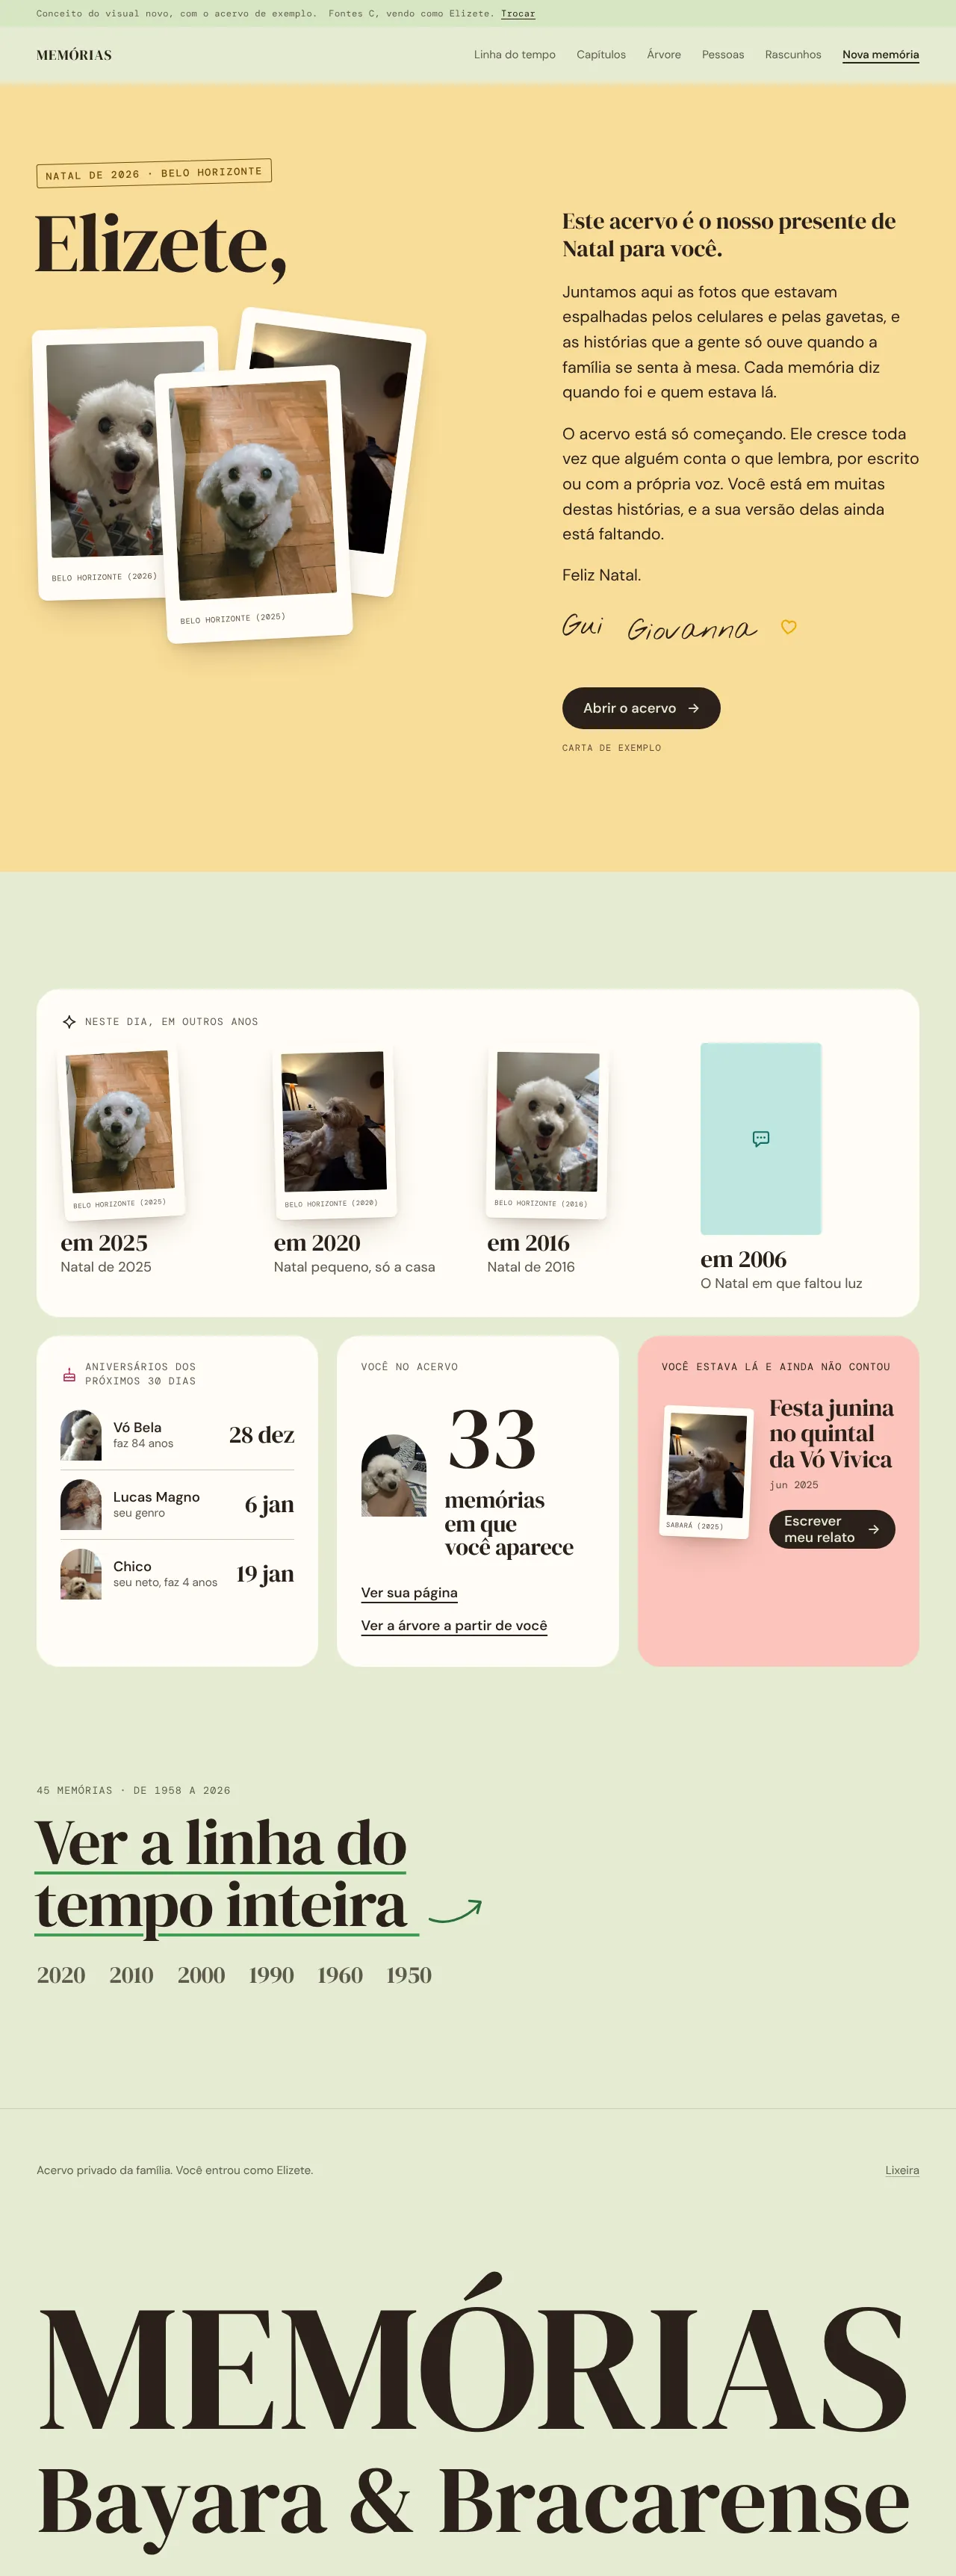 Conceito do visual novo, com o acervo de exemplo. Fontes C, vendo como Elizete. Trocar
MEMÓRIAS
Linha do tempo Capítulos Árvore Pessoas Rascunhos Nova memória
NATAL DE 2026 · BELO HORIZONTE
Elizete,
BELO HORIZONTE (2026)
BELO HORIZONTE (2025)
Este acervo é o nosso presente de
Natal para você.
Juntamos aqui as fotos que estavam
espalhadas pelos celulares e pelas gavetas, e
as histórias que a gente só ouve quando a
família se senta à mesa. Cada memória diz
quando foi e quem estava lá.
O acervo está só começando. Ele cresce toda
vez que alguém conta o que lembra, por escrito
ou com a própria voz. Você está em muitas
destas histórias, e a sua versão delas ainda
está faltando.
Feliz Natal.
Gui Giovanna
Abrir o acervo →
CARTA DE EXEMPLO
NESTE DIA, EM OUTROS ANOS
BELO HORIZONTE (2025)
em 2025
Natal de 2025
BELO HORIZONTE (2020)
em 2020
Natal pequeno, só a casa
BELO HORIZONTE (2016)
em 2016
Natal de 2016
em 2006
O Natal em que faltou luz
ANIVERSÁRIOS DOS
PRÓXIMOS 30 DIAS
Vó Bela
faz 84 anos
28 dez
Lucas Magno
seu genro
6 jan
Chico
seu neto, faz 4 anos
19 jan
VOCÊ NO ACERVO
33
memórias
em que
você aparece
Ver sua página
Ver a árvore a partir de você
VOCÊ ESTAVA LÁ E AINDA NÃO CONTOU
SABARÁ (2025)
Festa junina
no quintal
da Vó Vivica
jun 2025
Escrever
meu relato →
45 MEMÓRIAS · DE 1958 A 2026
Ver a linha do
tempo inteira
2020 2010 2000 1990 1960 1950
Acervo privado da família. Você entrou como Elizete.
Lixeira
MEMÓRIAS
Bayara & Bracarense